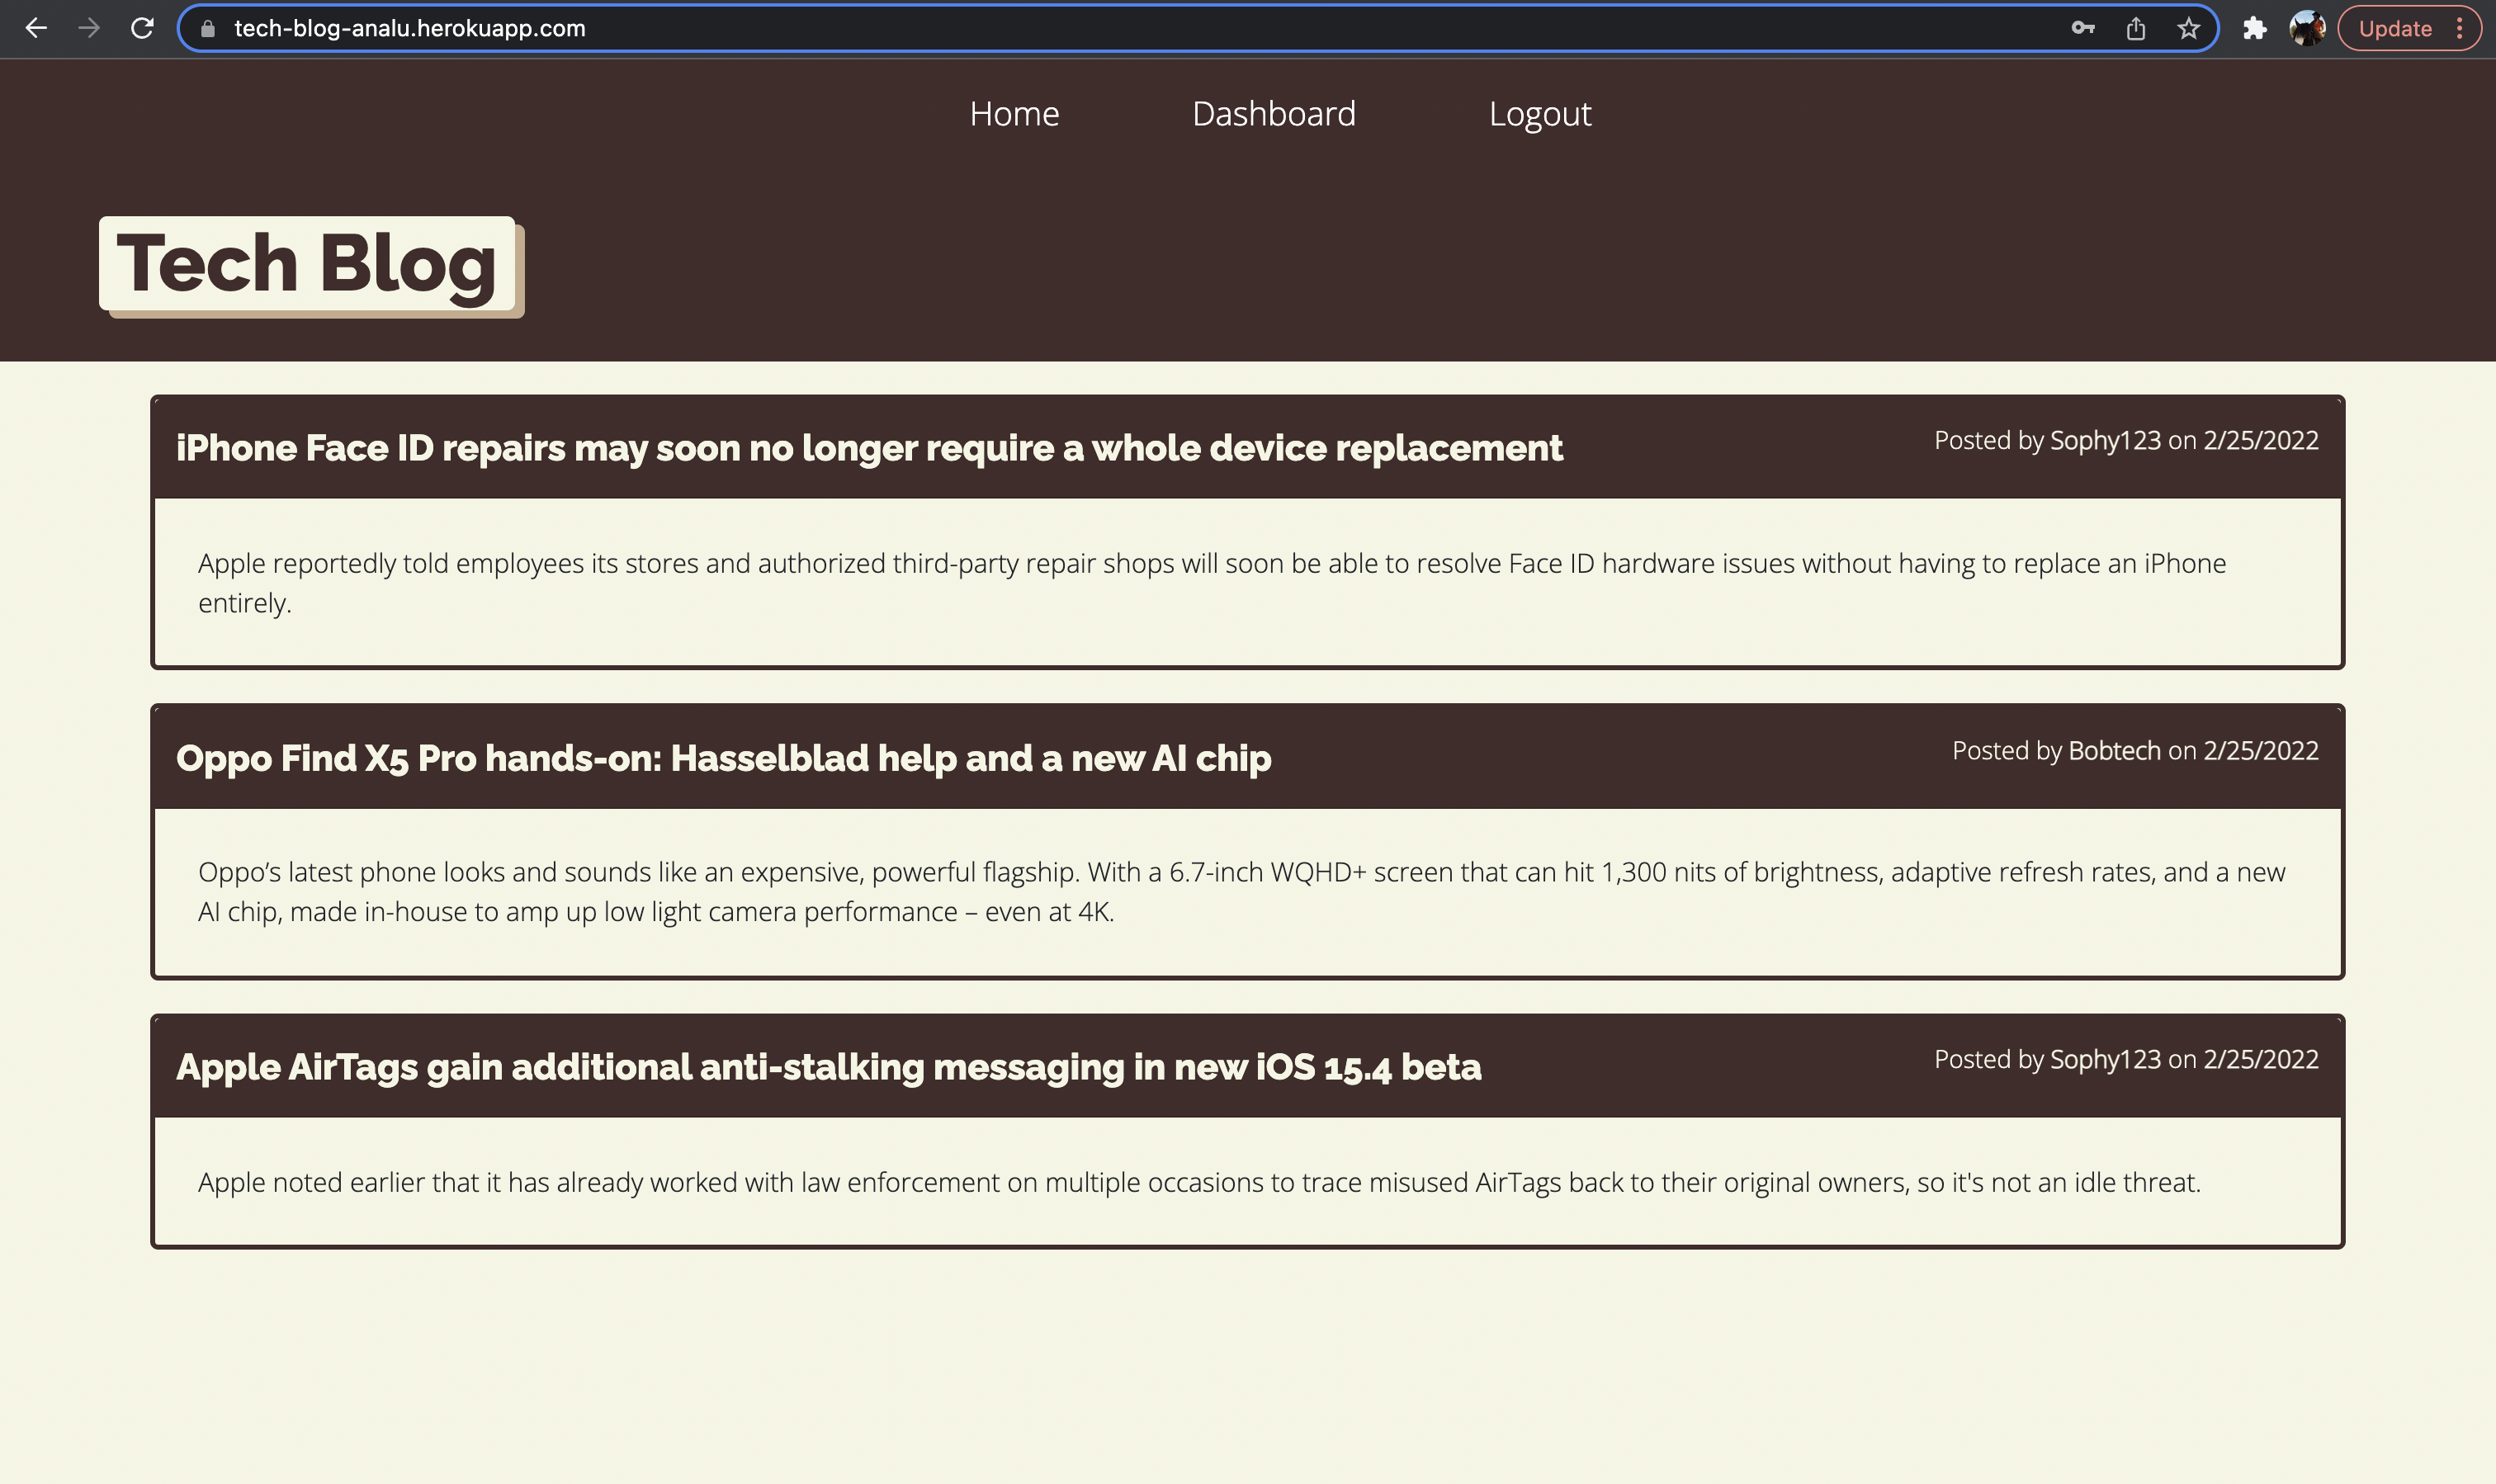 tech-blog-analu.herokuapp.com
Update
Home Dashboard Logout
Tech Blog
iPhone Face ID repairs may soon no longer require a whole device replacement
Posted by Sophy123 on 2/25/2022
Apple reportedly told employees its stores and authorized third-party repair shops will soon be able to resolve Face ID hardware issues without having to replace an iPhone
entirely.
Oppo Find X5 Pro hands-on: Hasselblad help and a new AI chip
Posted by Bobtech on 2/25/2022
Oppo’s latest phone looks and sounds like an expensive, powerful flagship. With a 6.7-inch WQHD+ screen that can hit 1,300 nits of brightness, adaptive refresh rates, and a new
AI chip, made in-house to amp up low light camera performance – even at 4K.
Apple AirTags gain additional anti-stalking messaging in new iOS 15.4 beta
Posted by Sophy123 on 2/25/2022
Apple noted earlier that it has already worked with law enforcement on multiple occasions to trace misused AirTags back to their original owners, so it's not an idle threat.